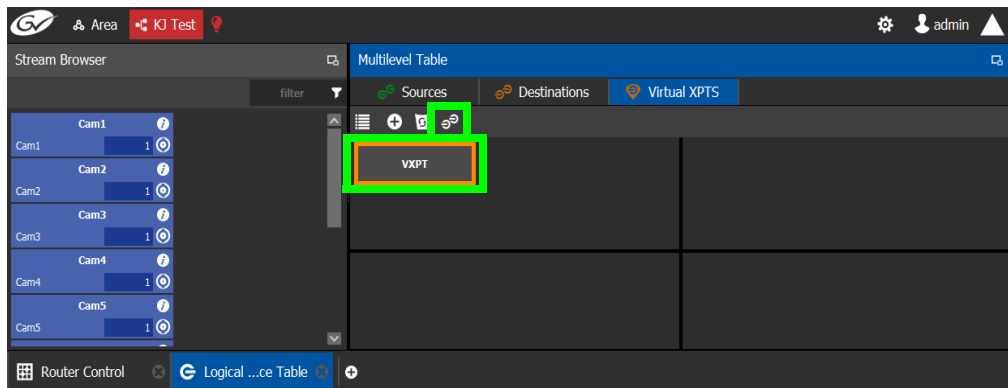 GV Area KJ Test admin
Stream Browser
Multilevel Table
filter
Sources Destinations Virtual XPTS
Cam1
Cam1 1
Cam2
Cam2 1
Cam3
Cam3 1
Cam4
Cam4 1
Cam5
Cam5 1
VXPT
Router Control Logical ...ce Table